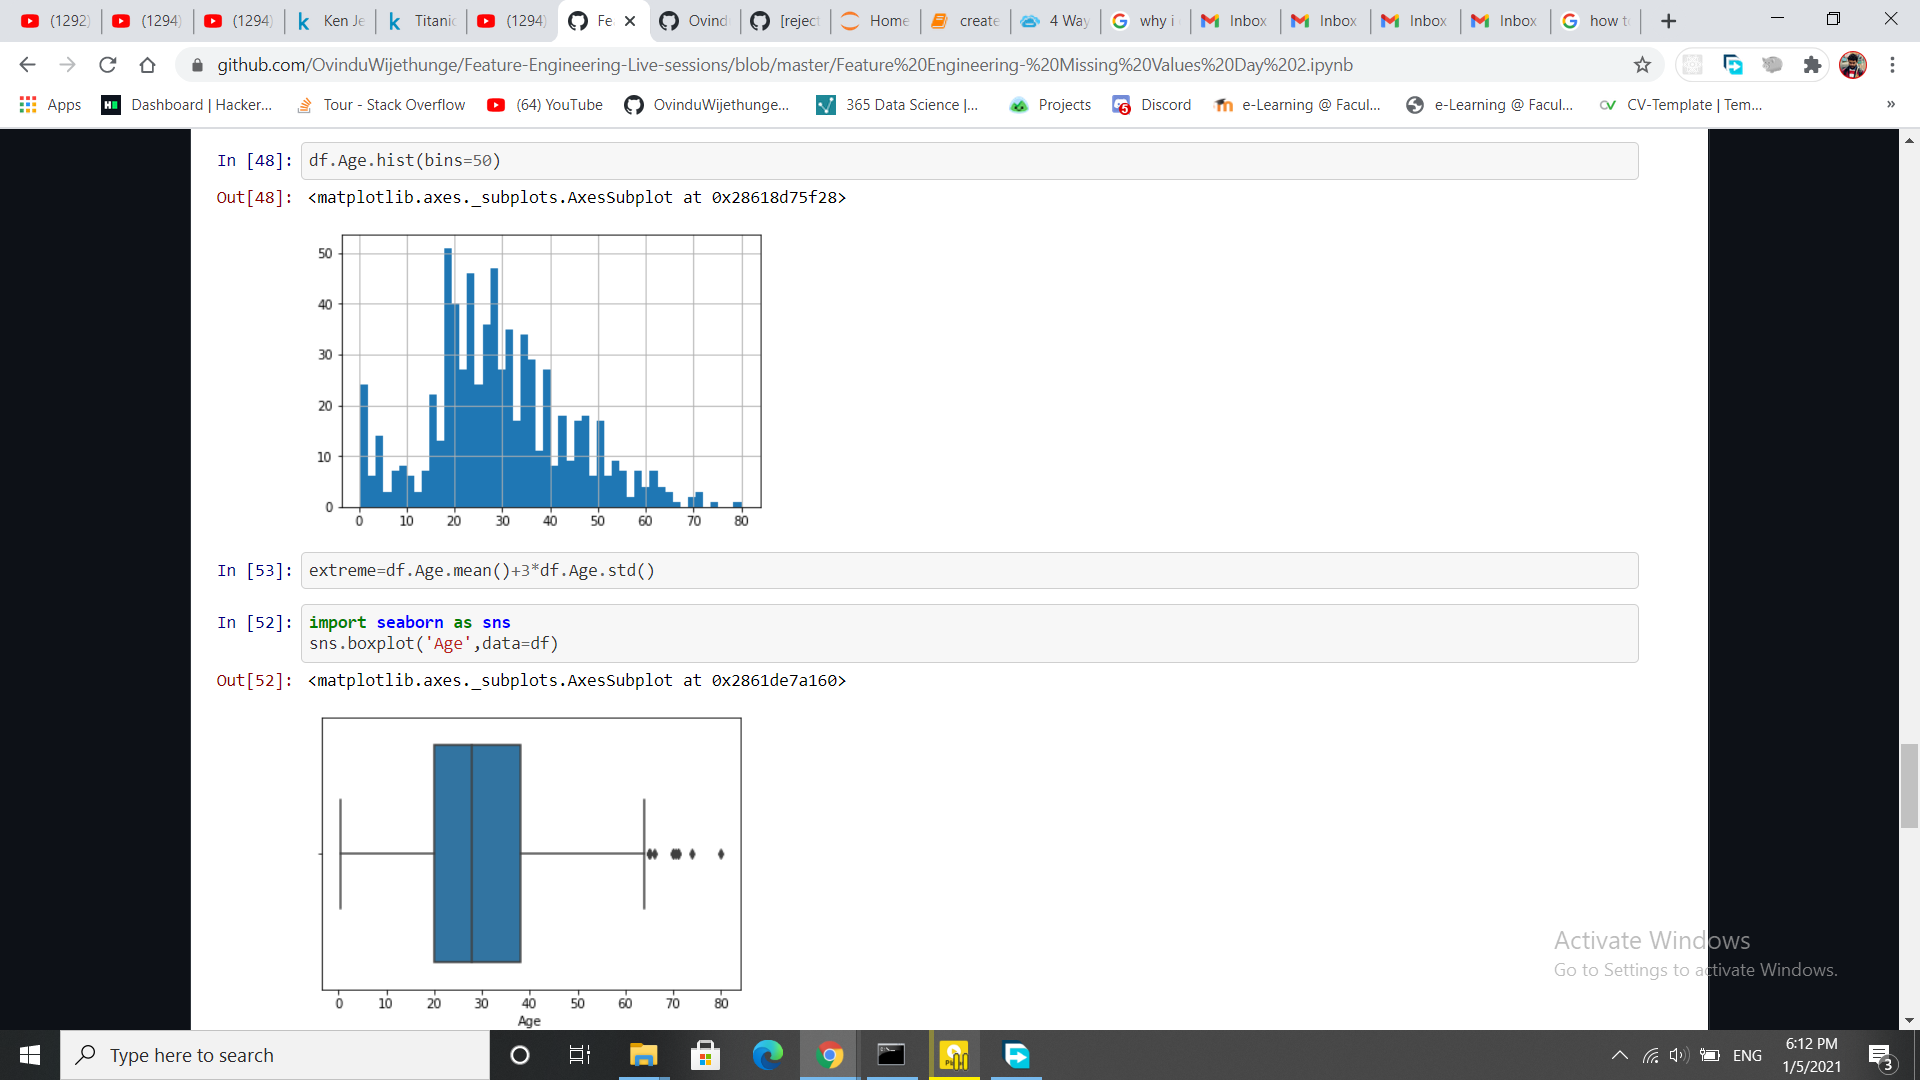 (1292) (1294) (1294) Ken Je Titanic (1294) Fe Ovind [reject Home create 4 Way why i Inbox Inbox Inbox Inbox how t
github.com/OvinduWijethunge/Feature-Engineering-Live-sessions/blob/master/Feature%20Engineering-%20Missing%20Values%20Day%202.ipynb
Apps Dashboard | Hacker... Tour - Stack Overflow (64) YouTube OvinduWijethunge... 365 Data Science |... Projects 5 Discord e-Learning @ Facul... e-Learning @ Facul... CV-Template | Tem... »
In [48]: df.Age.hist(bins=50)
Out[48]: <matplotlib.axes._subplots.AxesSubplot at 0x28618d75f28>
50
40
30
20
10
0
0 10 20 30 40 50 60 70 80
In [53]: extreme=df.Age.mean()+3*df.Age.std()
In [52]: import seaborn as sns
sns.boxplot('Age',data=df)
Out[52]: <matplotlib.axes._subplots.AxesSubplot at 0x2861de7a160>
0 10 20 30 40 50 60 70 80
Age
Activate Windows
Go to Settings to activate Windows.
Type here to search
ENG
6:12 PM
1/5/2021
3